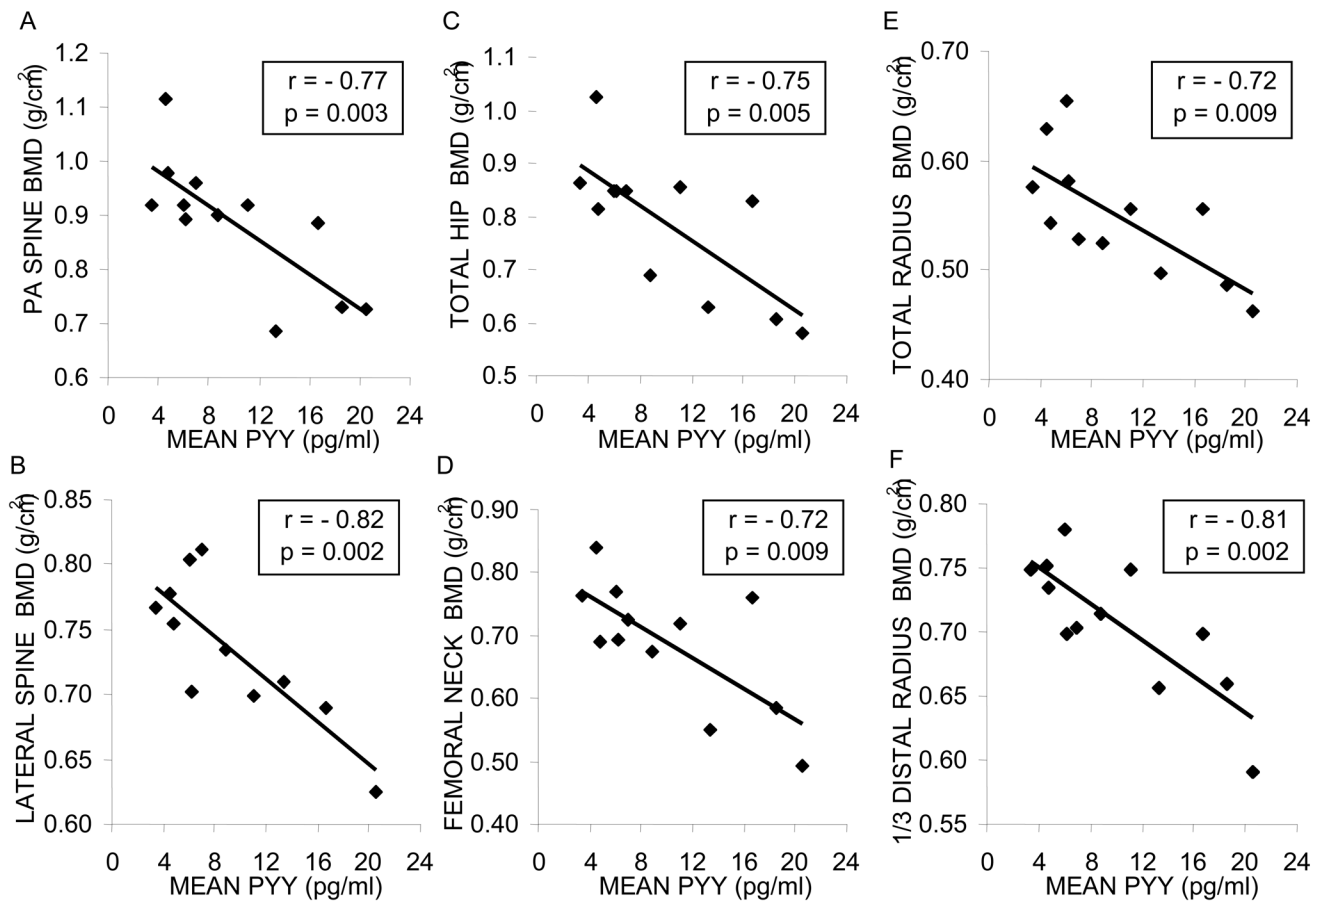 A
PA SPINE BMD (g/cm2)
1.2
1.1
1.0
0.9
0.8
0.7
0.6
r = - 0.77
p = 0.003
0 4 8 12 16 20 24
MEAN PYY (pg/ml)
C
TOTAL HIP BMD (g/cm2)
1.1
1.0
0.9
0.8
0.7
0.6
0.5
r = - 0.75
p = 0.005
0 4 8 12 16 20 24
MEAN PYY (pg/ml)
E
TOTAL RADIUS BMD (g/cm2)
0.70
0.60
0.50
0.40
r = - 0.72
p = 0.009
0 4 8 12 16 20 24
MEAN PYY (pg/ml)
B
LATERAL SPINE BMD (g/cm2)
0.85
0.80
0.75
0.70
0.65
0.60
r = - 0.82
p = 0.002
0 4 8 12 16 20 24
MEAN PYY (pg/ml)
D
FEMORAL NECK BMD (g/cm2)
0.90
0.80
0.70
0.60
0.50
0.40
r = - 0.72
p = 0.009
0 4 8 12 16 20 24
MEAN PYY (pg/ml)
F
1/3 DISTAL RADIUS BMD (g/cm2)
0.80
0.75
0.70
0.65
0.60
0.55
r = - 0.81
p = 0.002
0 4 8 12 16 20 24
MEAN PYY (pg/ml)